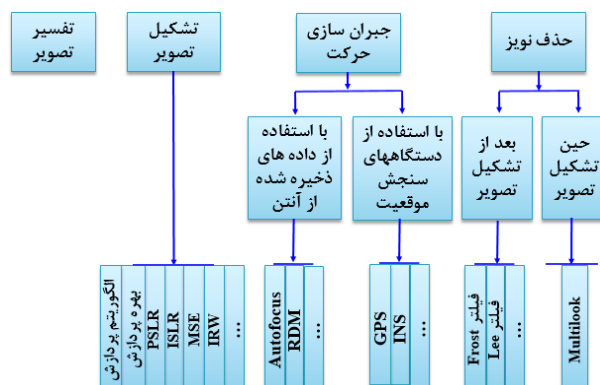 حذف نویز
جبران سازی
حرکت
تشکیل
تصویر
تفسیر
تصویر
حین
تشکیل
تصویر
بعد از
تشکیل
تصویر
با استفاده از
دستگاههای
سنجش
موقعیت
با استفاده
از داده های
ذخیره شده
از آنتن
Multilook
فیلتر Frost
فیلتر Lee
...
GPS
INS
...
Autofocus
RDM
...
الگوریتم پردازش
بهره پردازش
PSLR
ISLR
MSE
IRW
...